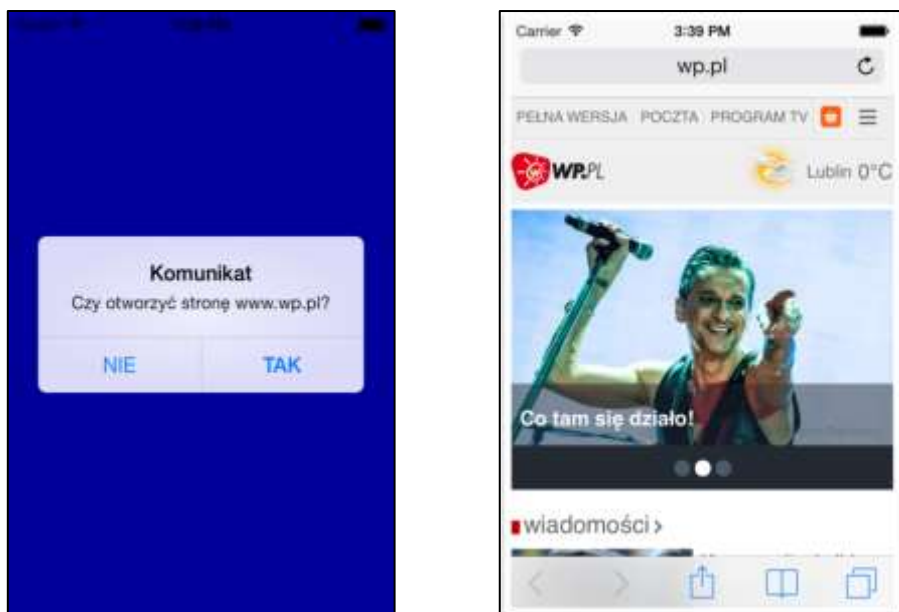 Komunikat
Czy otworzyć stronę www.wp.pl?
NIE TAK
Carrier 3:39 PM
wp.pl
PEŁNA WERSJA POCZTA PROGRAM TV
WP.PL Lublin 0°C
Co tam się działo!
wiadomości >